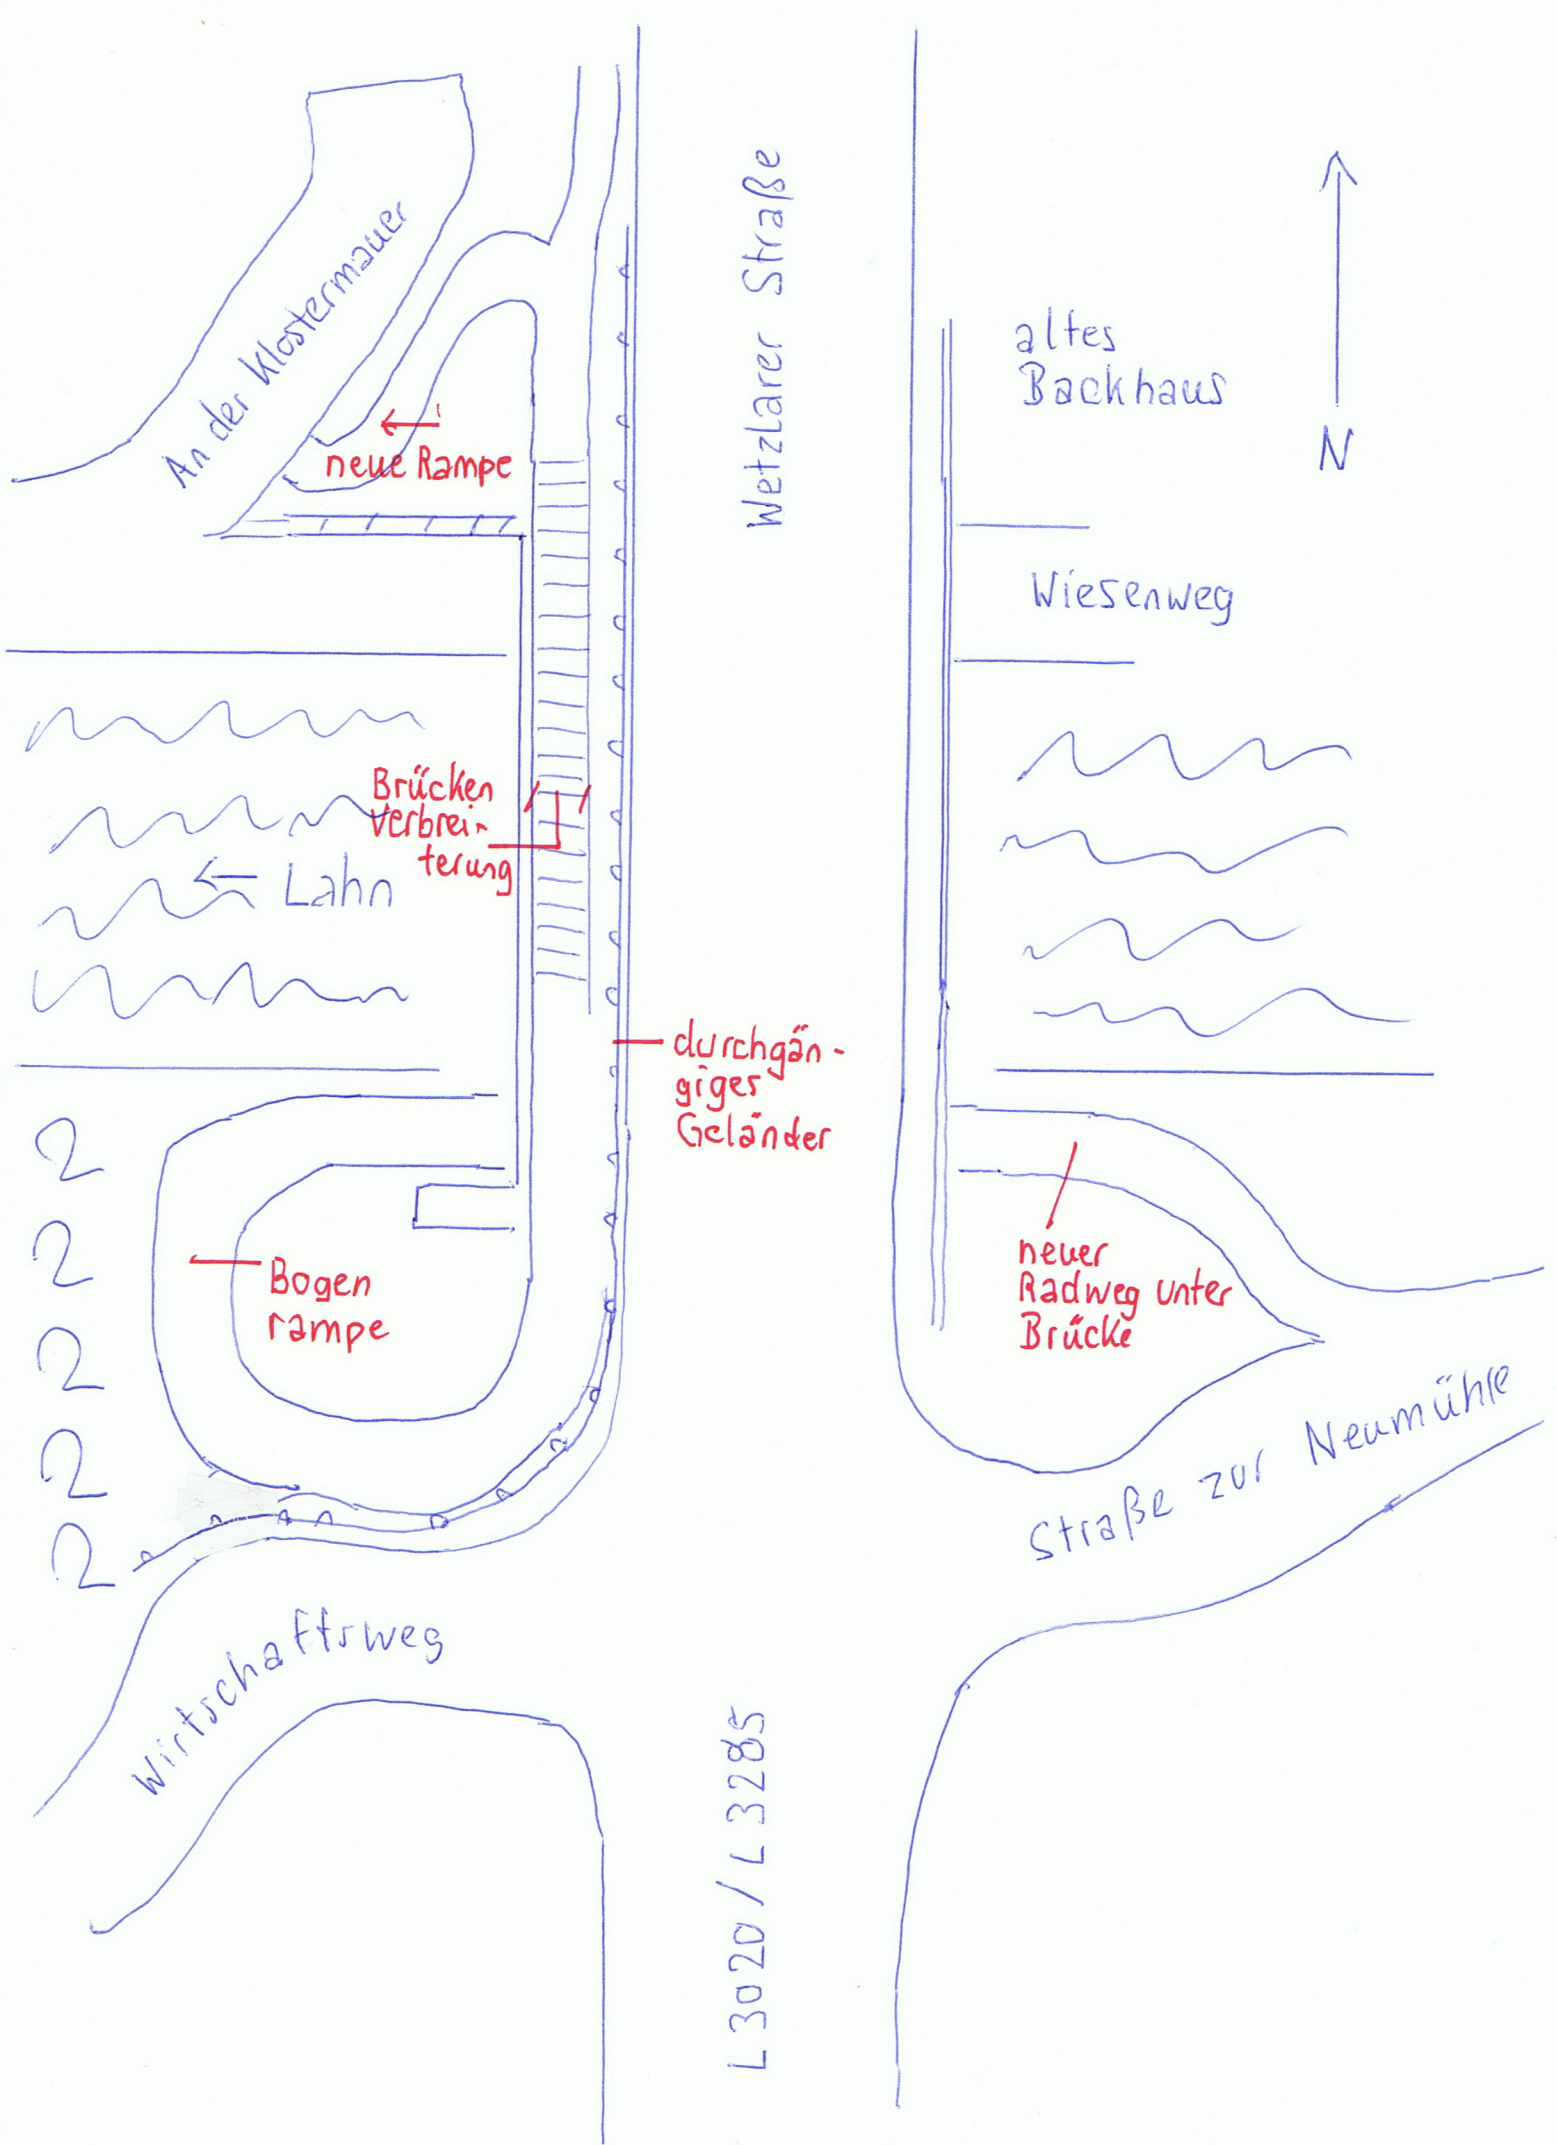 An der Klostermauer
Wetzlarer Straße
altes
Backhaus
N
neue Rampe
Wiesenweg
Brücken
verbrei-
terung
Lahn
durchgän-
giges
Geländer
Bogen
rampe
neuer
Radweg unter
Brücke
Straße zur Neumühle
Wirtschaftsweg
L3020/L3285